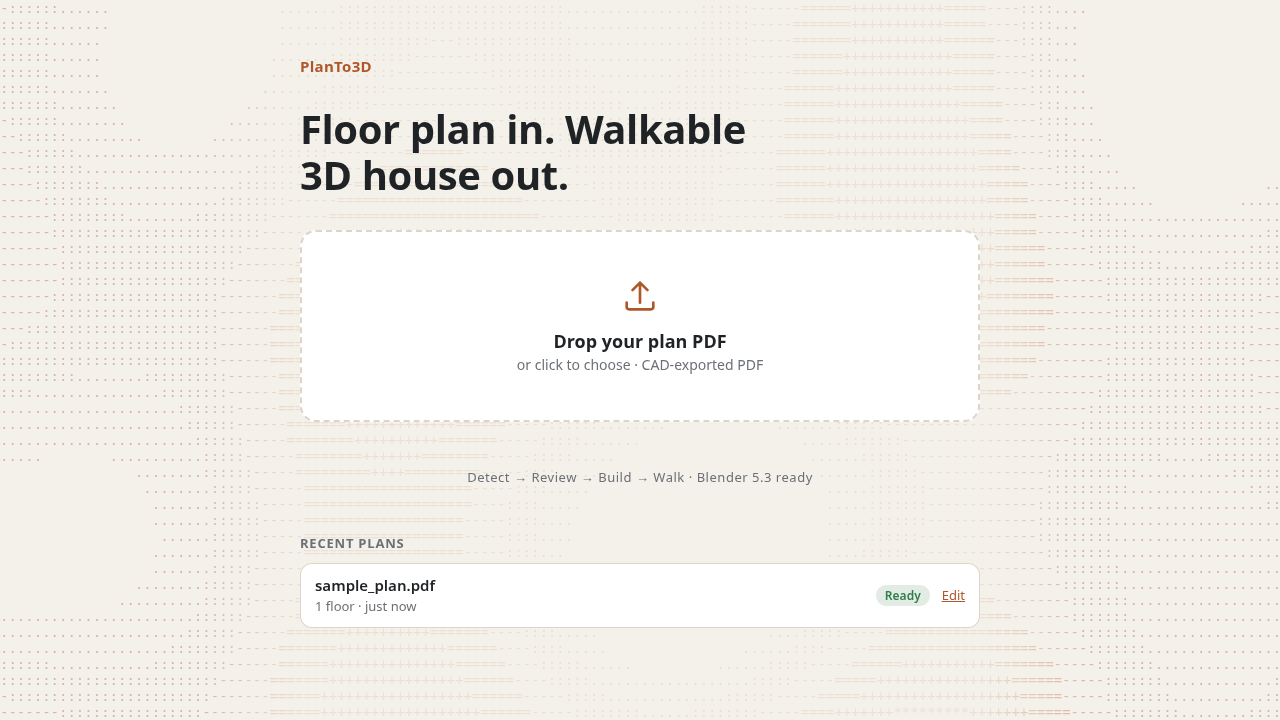 PlanTo3D
Floor plan in. Walkable
3D house out.
Drop your plan PDF
or click to choose · CAD-exported PDF
Detect → Review → Build → Walk · Blender 5.3 ready
RECENT PLANS
sample_plan.pdf
1 floor · just now
Ready
Edit